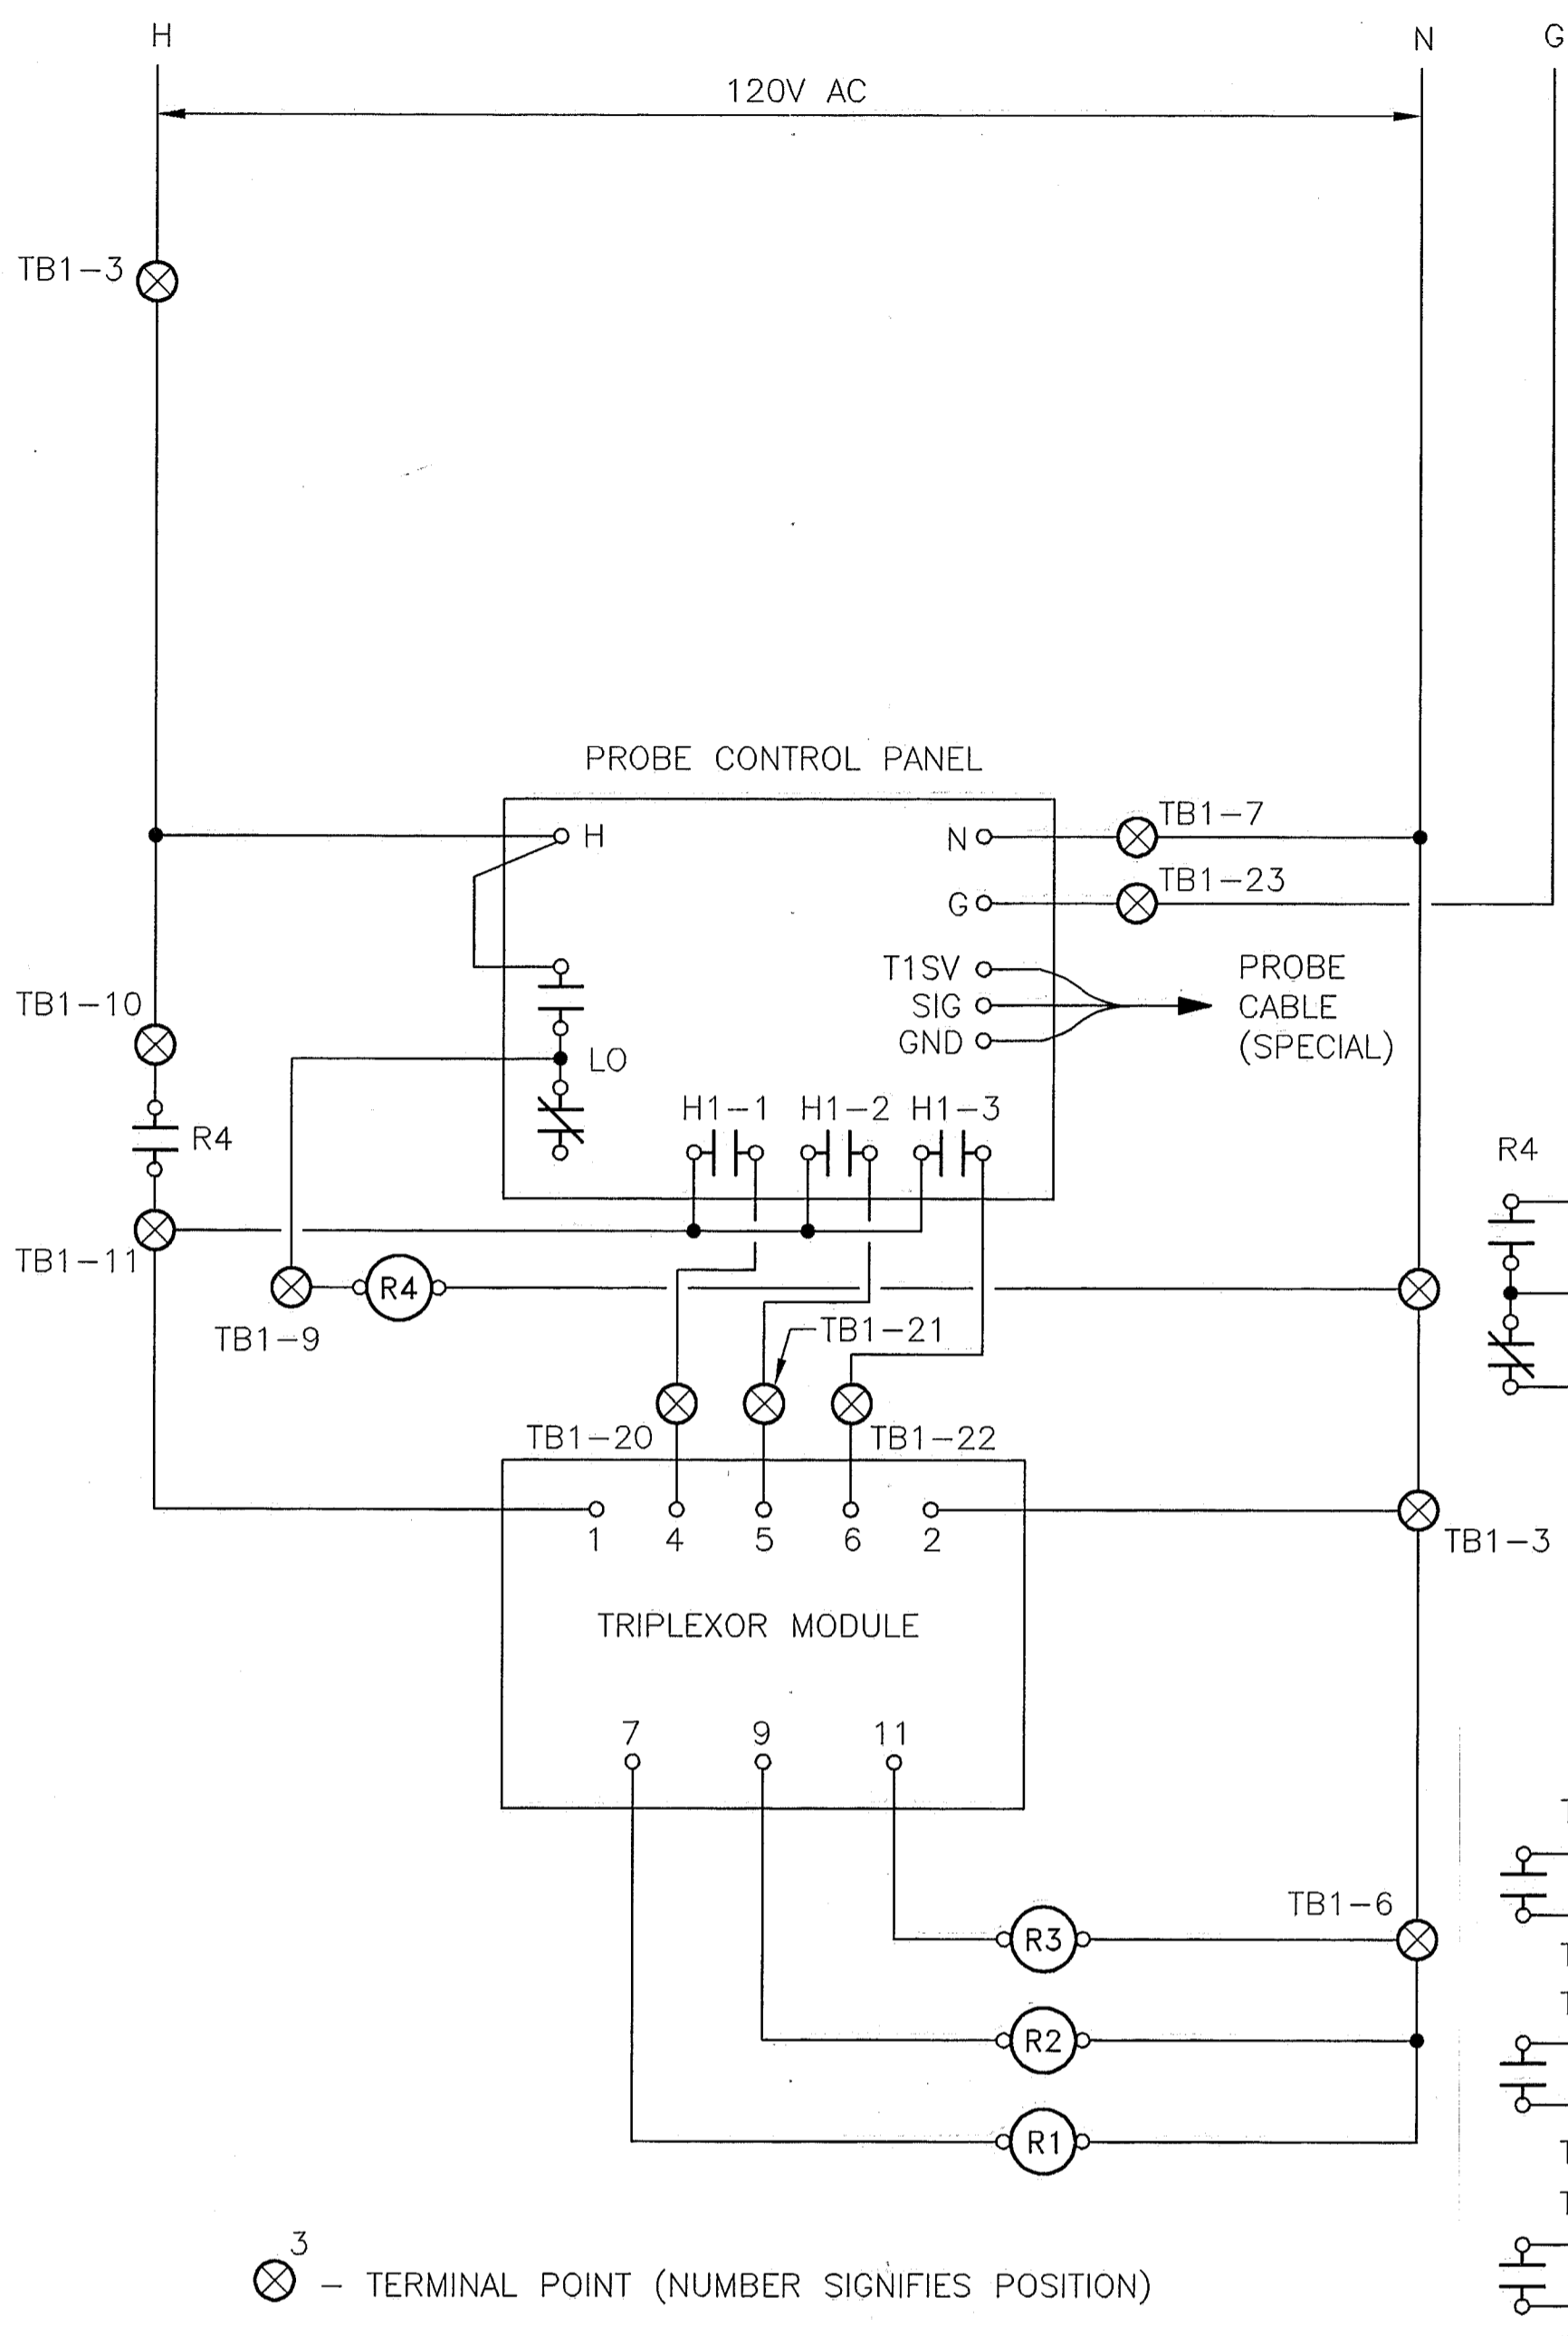 H
N
G
120V AC
TB1-3
PROBE CONTROL PANEL
H
N
TB1-7
G
TB1-23
T1SV
SIG
GND
PROBE
CABLE
(SPECIAL)
TB1-10
LO
R4
H1-1
H1-2
H1-3
R4
TB1-11
R4
TB1-9
TB1-21
TB1-20
TB1-22
1
4
5
6
2
TB1-3
TRIPLEXOR MODULE
7
9
11
TB1-6
R3
R2
R1
3
- TERMINAL POINT (NUMBER SIGNIFIES POSITION)